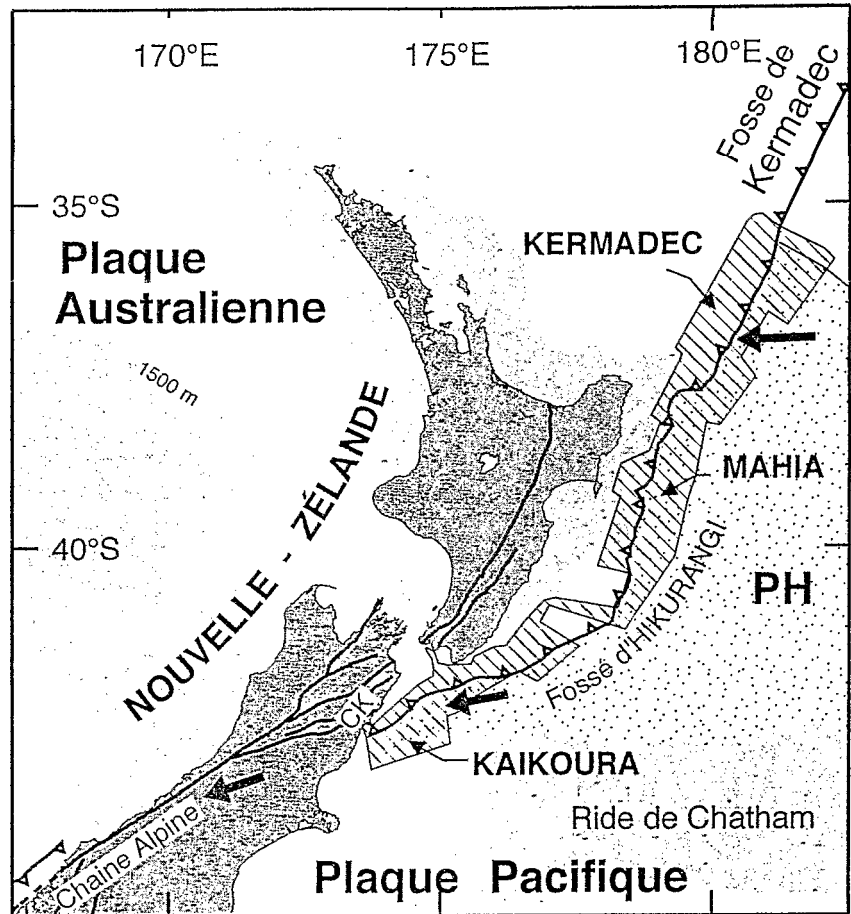 170°E
175°E
180°E
Fosse de
Kermadec
35°S
Plaque
Australienne
KERMADEC
1500 m
NOUVELLE - ZÉLANDE
MAHIA
40°S
PH
Fossé d'HIKURANGI
CK
KAIKOURA
Ride de Chatham
Chaine Alpine
Plaque Pacifique